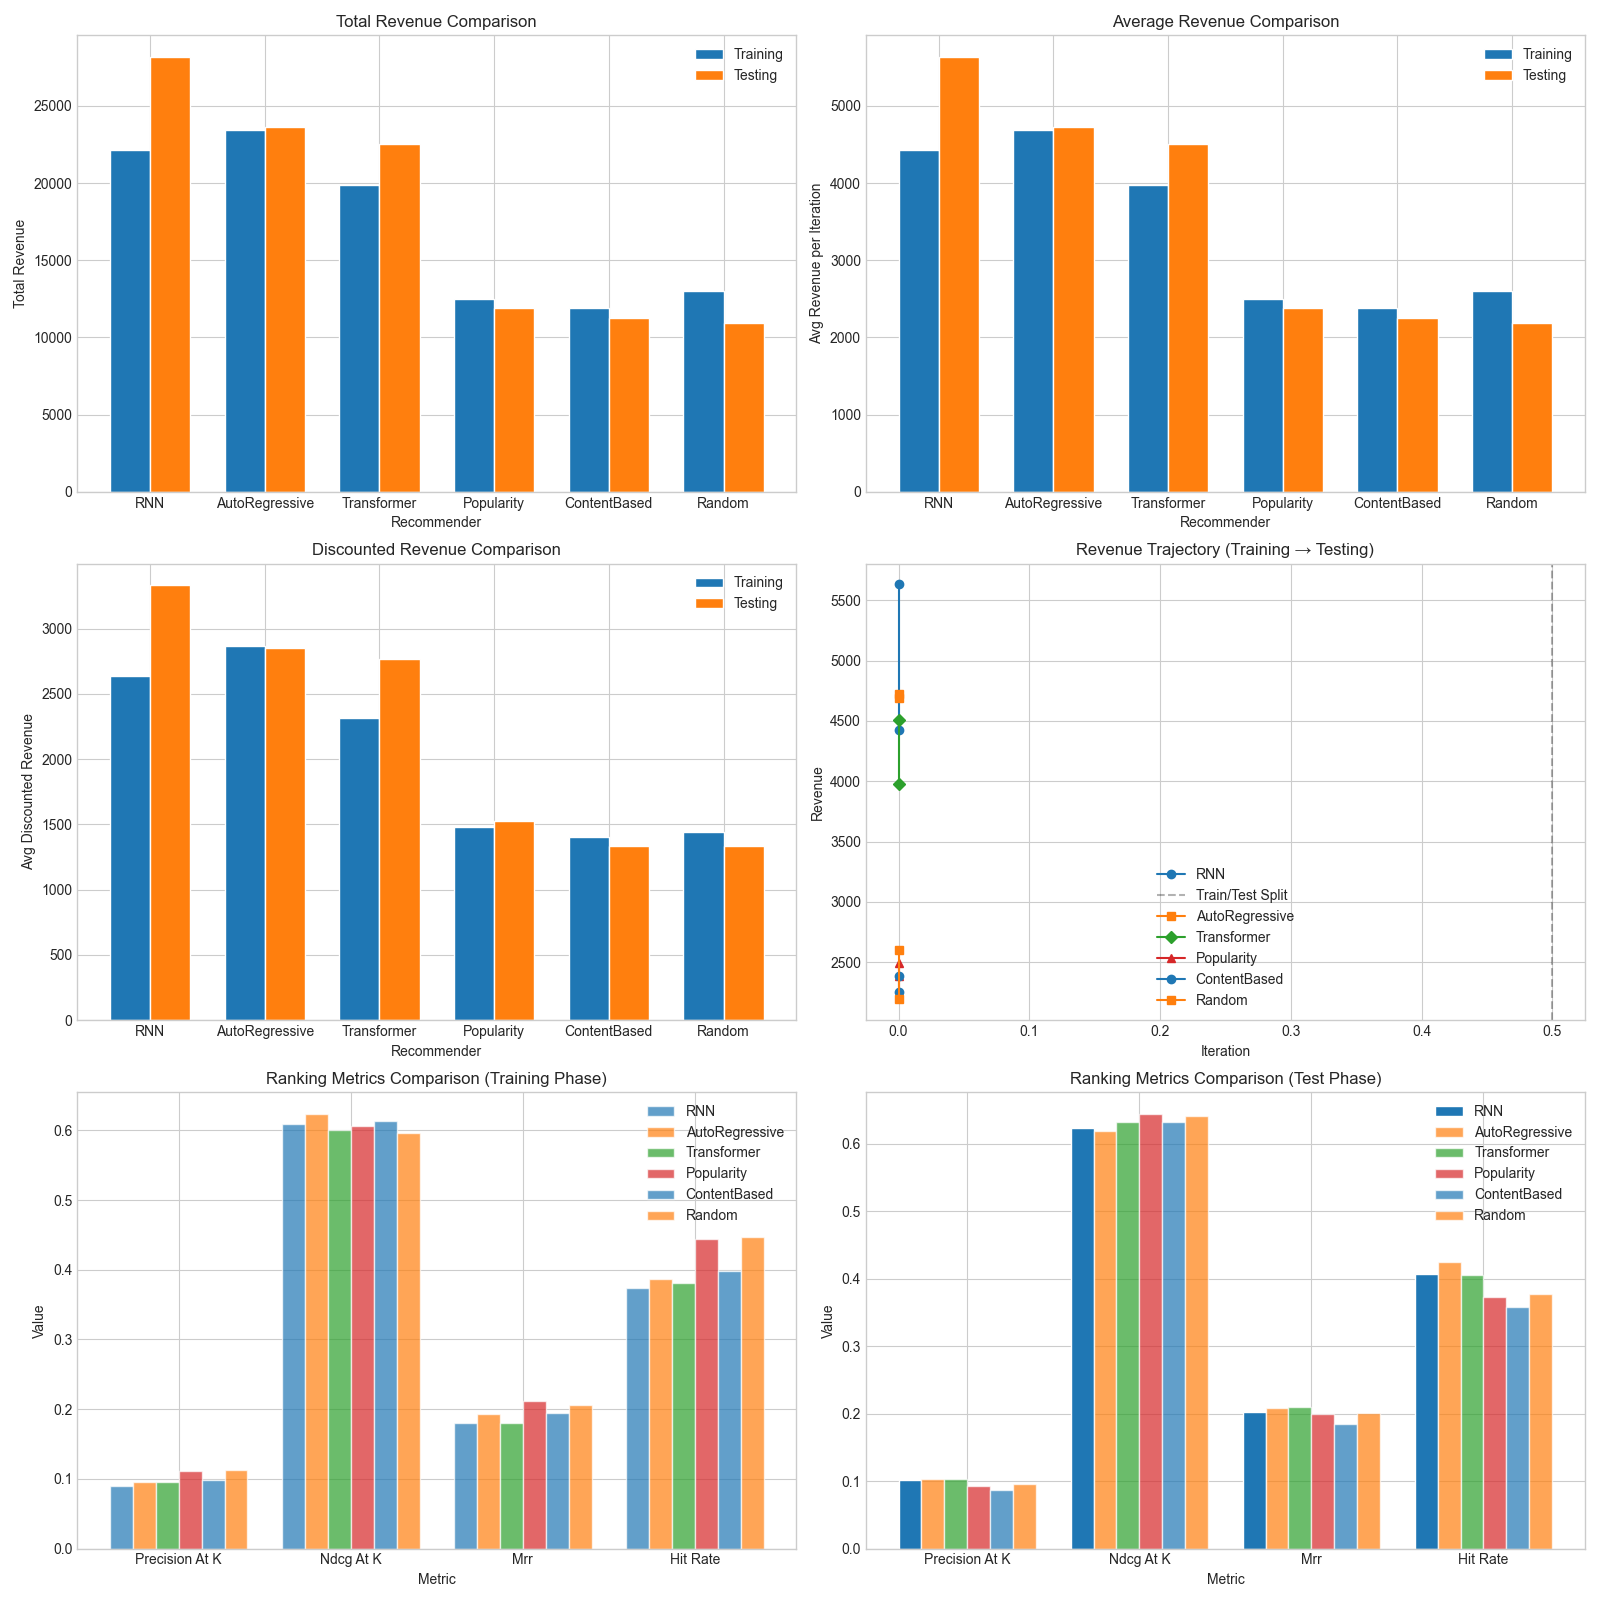 Total Revenue Comparison
Total Revenue
25000
20000
15000
10000
5000
0
Training
Testing
RNN AutoRegressive Transformer Popularity ContentBased Random
Recommender
Average Revenue Comparison
Avg Revenue per Iteration
5000
4000
3000
2000
1000
0
Training
Testing
RNN AutoRegressive Transformer Popularity ContentBased Random
Recommender
Discounted Revenue Comparison
Avg Discounted Revenue
3000
2500
2000
1500
1000
500
0
Training
Testing
RNN AutoRegressive Transformer Popularity ContentBased Random
Recommender
Revenue Trajectory (Training → Testing)
Revenue
5500
5000
4500
4000
3500
3000
2500
RNN
Train/Test Split
AutoRegressive
Transformer
Popularity
ContentBased
Random
0.0 0.1 0.2 0.3 0.4 0.5
Iteration
Ranking Metrics Comparison (Training Phase)
Value
0.6
0.5
0.4
0.3
0.2
0.1
0.0
RNN
AutoRegressive
Transformer
Popularity
ContentBased
Random
Precision At K Ndcg At K Mrr Hit Rate
Metric
Ranking Metrics Comparison (Test Phase)
Value
0.6
0.5
0.4
0.3
0.2
0.1
0.0
RNN
AutoRegressive
Transformer
Popularity
ContentBased
Random
Precision At K Ndcg At K Mrr Hit Rate
Metric